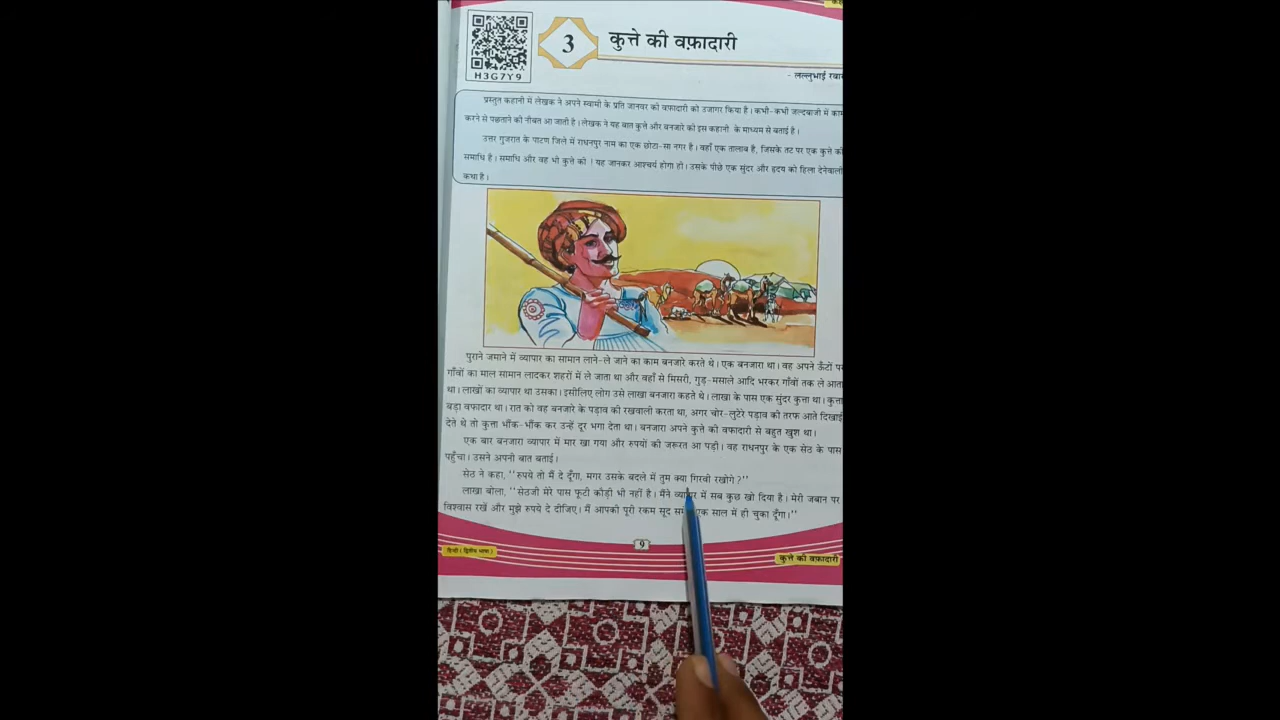 H3G7Y9
3
कुत्ते की वफ़ादारी
- लल्लुभाई रबा
प्रस्तुत कहानी में लेखक ने अपने स्वामी के प्रति जानवर की वफ़ादारी को उजागर किया है। कभी-कभी जल्दबाजी में काम
करने से पछताने की नौबत आ जाती है। लेखक ने यह बात कुत्ते और बनजारे की इस कहानी के माध्यम से बताई है।
उत्तर गुजरात के पाटण जिले में राधनपुर नाम का एक छोटा-सा नगर है। वहाँ एक तालाब है, जिसके तट पर एक कुत्ते की
समाधि है। समाधि और वह भी कुत्ते की ! यह जानकर आश्चर्य होगा ही। उसके पीछे एक सुंदर और हृदय को हिला देनेवाली
कथा है।
पुराने जमाने में व्यापार का सामान लाने-ले जाने का काम बनजारे करते थे। एक बनजारा था। वह अपने ऊँटों प
गाँवों का माल सामान लादकर शहरों में ले जाता था और वहाँ से मिसरी, गुड़-मसाले आदि भरकर गाँवों तक ले आता
था। लाखों का व्यापार था उसका। इसीलिए लोग उसे लाखा बनजारा कहते थे। लाखा के पास एक सुंदर कुत्ता था। कुत्ता
बड़ा वफादार था। रात को वह बनजारे के पड़ाव की रखवाली करता था, अगर चोर-लुटेरे पड़ाव की तरफ आते दिखाई
देते थे तो कुत्ता भौंक-भौंक कर उन्हें दूर भगा देता था। बनजारा अपने कुत्ते की वफादारी से बहुत खुश था।
एक बार बनजारा व्यापार में मार खा गया और रुपयों की जरूरत आ पड़ी। वह राधनपुर के एक सेठ के पास
पहुँचा। उसने अपनी बात बताई।
सेठ ने कहा, ‘‘रुपये तो मैं दे दूँगा, मगर उसके बदले में तुम क्या गिरवी रखोगे ?’’
लाखा बोला, ‘‘सेठजी मेरे पास फूटी कौड़ी भी नहीं है। मैंने व्यापार में सब कुछ खो दिया है। मेरी जबान पर
विश्वास रखें और मुझे रुपये दे दीजिए। मैं आपकी पूरी रकम सूद एक साल में ही चुका दूँगा।’’
9
हिन्दी (द्वितीय भाषा)
कुत्ते की वफ़ादारी